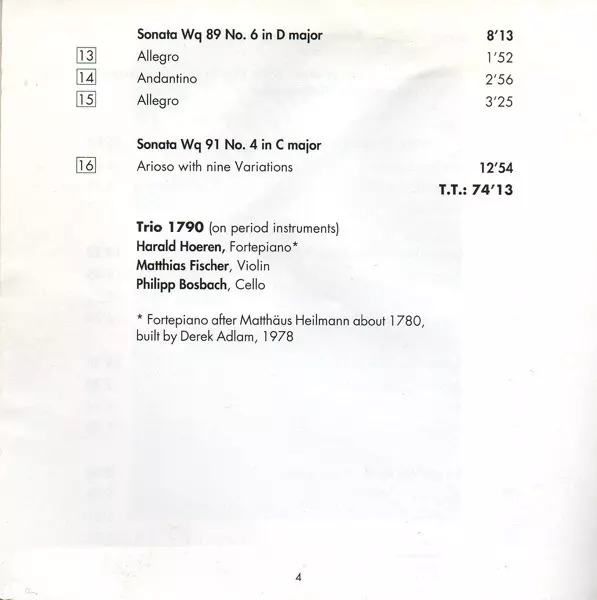 Sonata Wq 89 No. 6 in D major 8’13
13 Allegro 1’52
14 Andantino 2’56
15 Allegro 3’25
Sonata Wq 91 No. 4 in C major
16 Arioso with nine Variations 12’54
T.T.: 74’13
Trio 1790 (on period instruments)
Harald Hoeren, Fortepiano*
Matthias Fischer, Violin
Philipp Bosbach, Cello
* Fortepiano after Matthäus Heilmann about 1780,
built by Derek Adlam, 1978
4